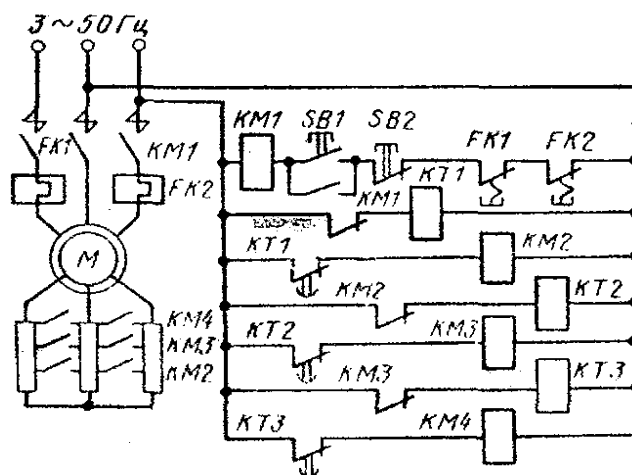 3 ~ 50 Гц
KM1 SB1 SB2 FK1 FK2
FK1 KM1
FK2
KM1 KT1
M
KT1 KM2
KM2 KT2
KM4
KM3
KM2
KT2 KM3
KM3 KT3
KT3 KM4